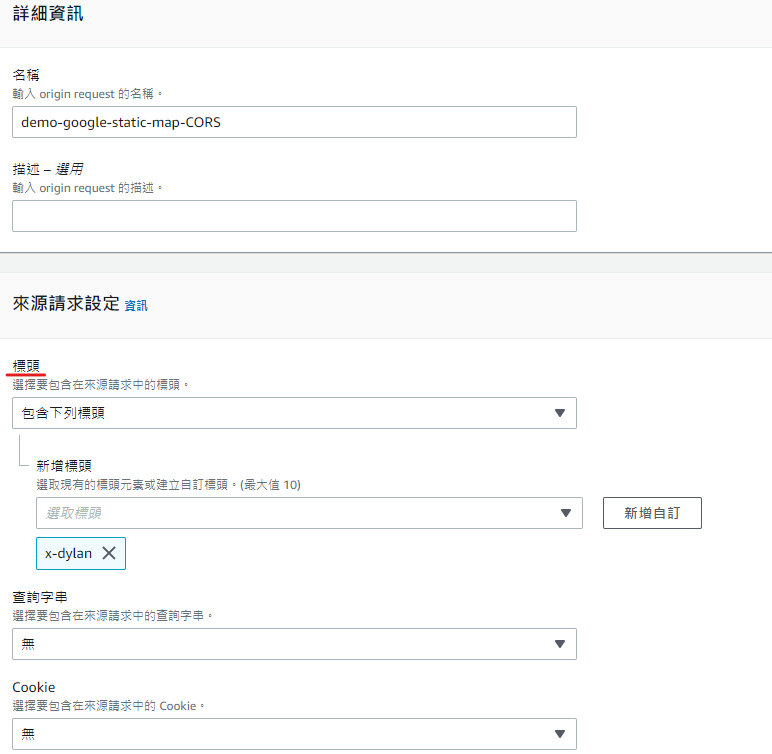 詳細資訊
名稱
輸入 origin request 的名稱。
demo-google-static-map-CORS
描述 – 選用
輸入 origin request 的描述。
來源請求設定 資訊
標頭
選擇要包含在來源請求中的標頭。
包含下列標頭
新增標頭
選取現有的標頭元素或建立自訂標頭。(最大值 10)
選取標頭
新增自訂
x-dylan
查詢字串
選擇要包含在來源請求中的查詢字串。
無
Cookie
選擇要包含在來源請求中的 Cookie。
無